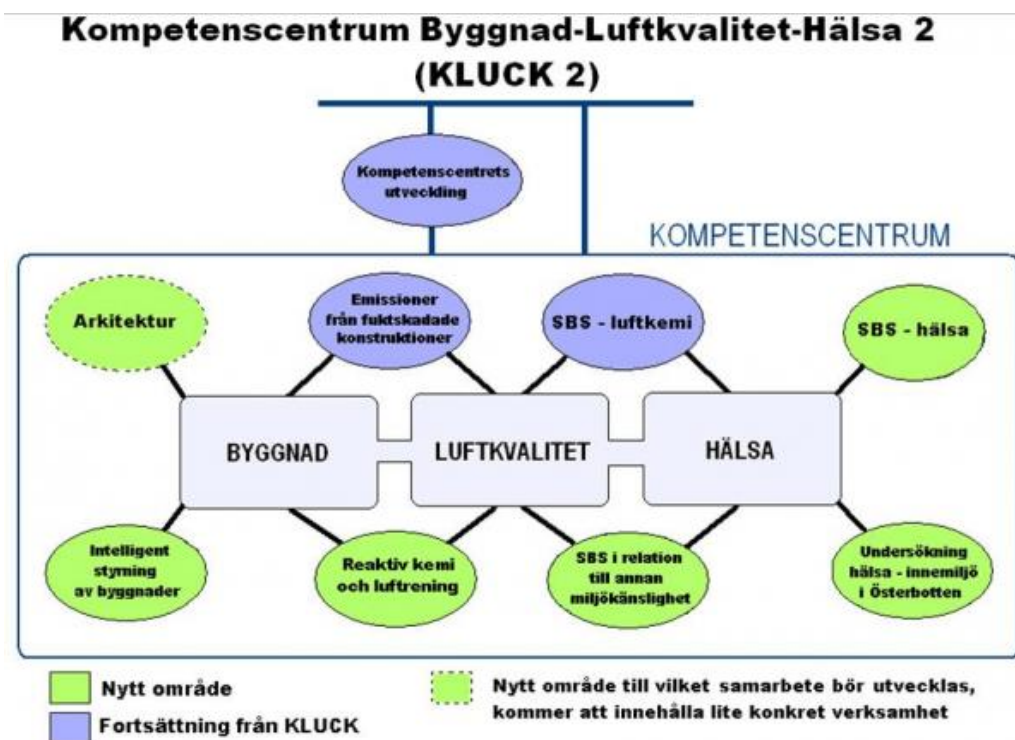 Kompetenscentrum Byggnad-Luftkvalitet-Hälsa 2
(KLUCK 2)
Kompetenscentrets
utveckling
KOMPETENSCENTRUM
Arkitektur
Emissioner
från fuktskadade
konstruktioner
SBS - luftkemi
SBS - hälsa
BYGGNAD
LUFTKVALITET
HÄLSA
Intelligent
styrning
av byggnader
Reaktiv kemi
och luftrening
SBS i relation
till annan
miljökänslighet
Undersökning
hälsa - innemiljö
i Österbotten
Nytt område
Fortsättning från KLUCK
Nytt område till vilket samarbete bör utvecklas,
kommer att innehålla lite konkret verksamhet